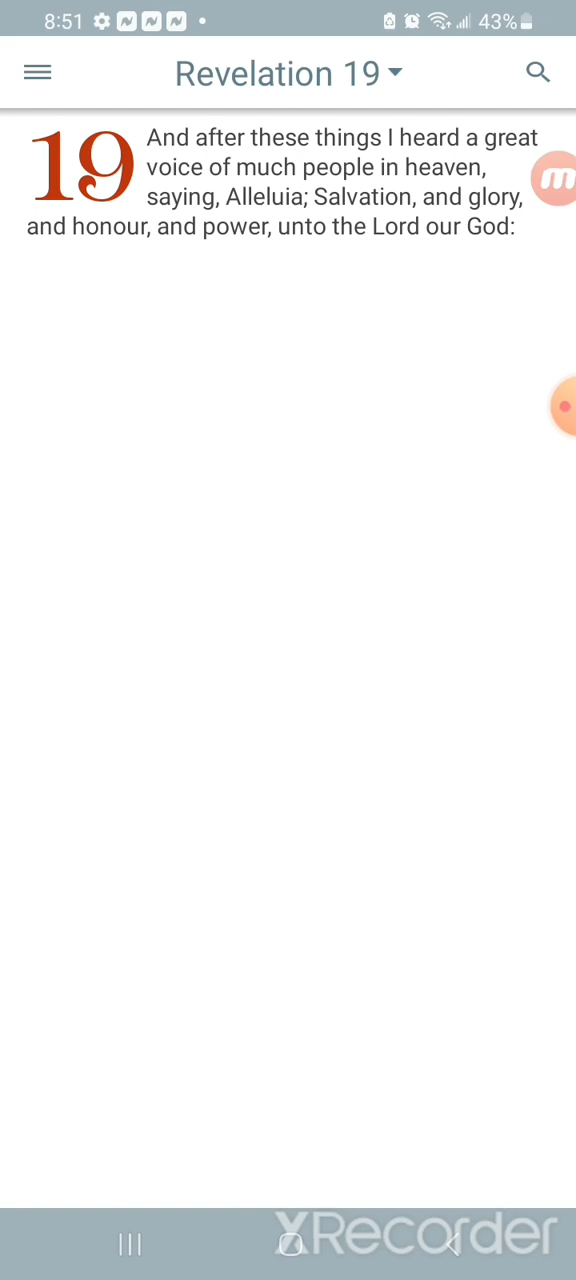 8:51
43%
Revelation 19
19 And after these things I heard a great
voice of much people in heaven,
saying, Alleluia; Salvation, and glory,
and honour, and power, unto the Lord our God:
m
XRecorder